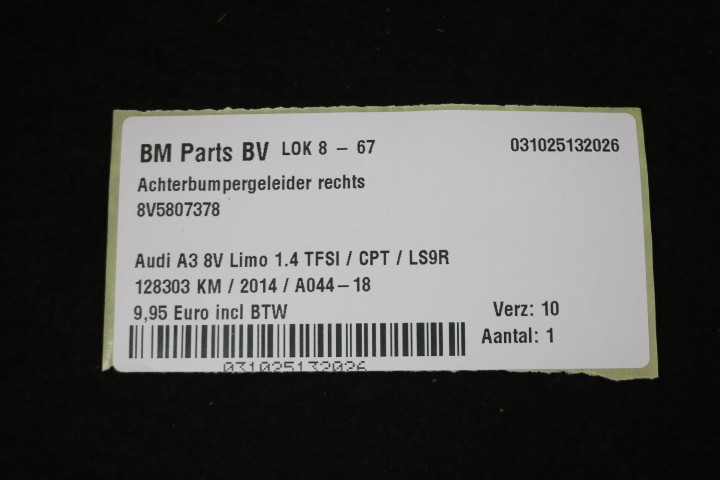 BM Parts BV LOK 8 - 67 031025132026
Achterbumpergeleider rechts
8V5807378
Audi A3 8V Limo 1.4 TFSI / CPT / LS9R
128303 KM / 2014 / A044-18
9,95 Euro incl BTW Verz: 10
Aantal: 1
031025132026